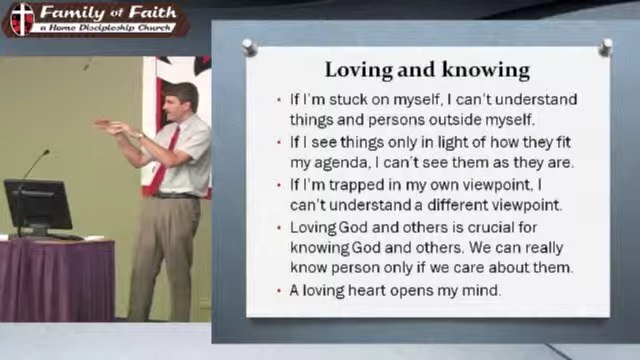 Family of Faith
a Home Discipleship Church
Loving and knowing
• If I'm stuck on myself, I can't understand
things and persons outside myself.
• If I see things only in light of how they fit
my agenda, I can't see them as they are.
• If I'm trapped in my own viewpoint, I
can't understand a different viewpoint.
• Loving God and others is crucial for
knowing God and others. We can really
know person only if we care about them.
• A loving heart opens my mind.